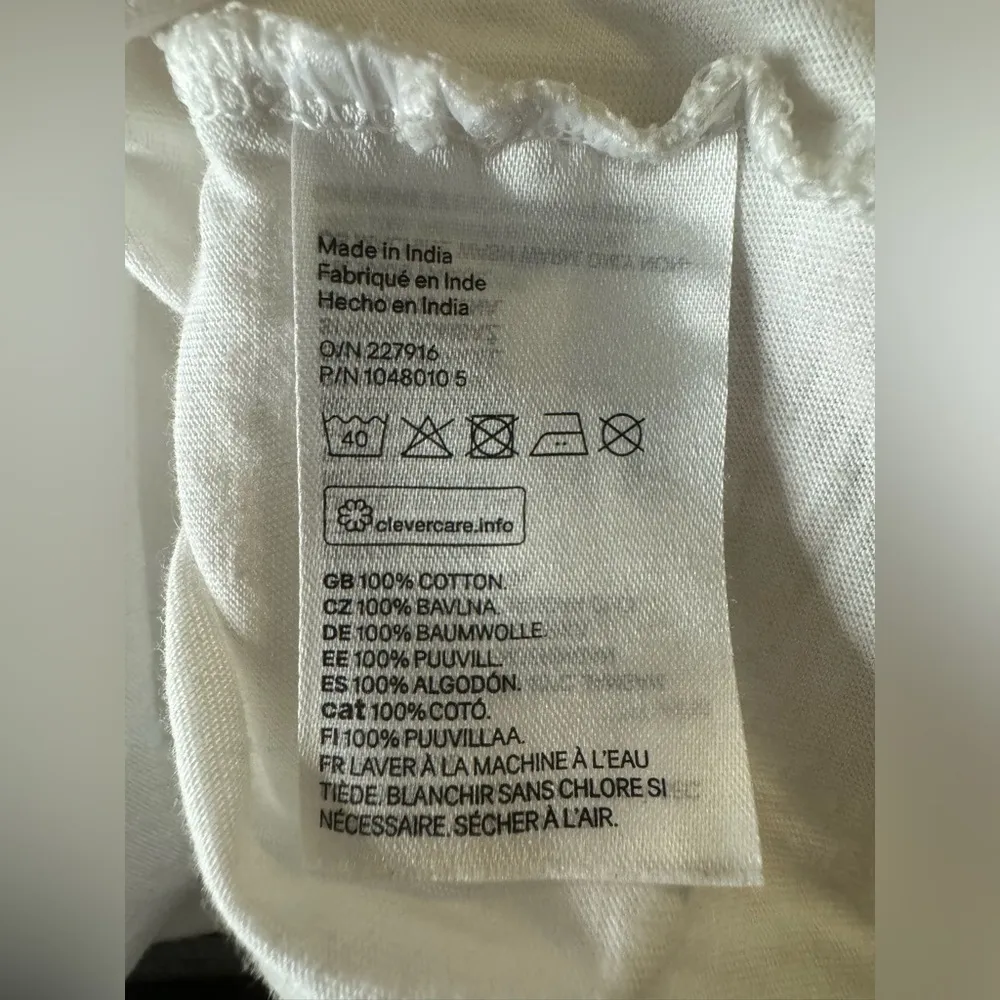 Made in India
Fabriqué en Inde
Hecho en India
O/N 227916
P/N 1048010 5
40
clevercare.info
GB 100% COTTON.
CZ 100% BAVLNA.
DE 100% BAUMWOLLE.
EE 100% PUUVILL.
ES 100% ALGODÓN.
cat 100% COTÓ.
FI 100% PUUVILLAA.
FR LAVER À LA MACHINE À L'EAU
TIÈDE, BLANCHIR SANS CHLORE SI
NÉCESSAIRE, SÉCHER À L'AIR.